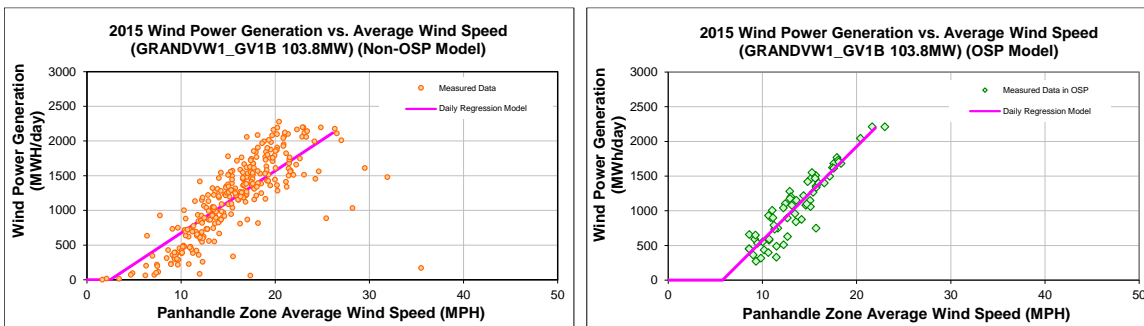 2015 Wind Power Generation vs. Average Wind Speed
(GRANDVW1_GV1B 103.8MW) (Non-OSP Model)
Wind Power Generation
(MWH/day)
3000
2500
2000
1500
1000
500
0
Measured Data
Daily Regression Model
0 10 20 30 40 50
Panhandle Zone Average Wind Speed (MPH)
2015 Wind Power Generation vs. Average Wind Speed
(GRANDVW1_GV1B 103.8MW) (OSP Model)
Wind Power Generation
(MWh/day)
3000
2500
2000
1500
1000
500
0
Measured Data in OSP
Daily Regression Model
0 10 20 30 40 50
Panhandle Zone Average Wind Speed (MPH)